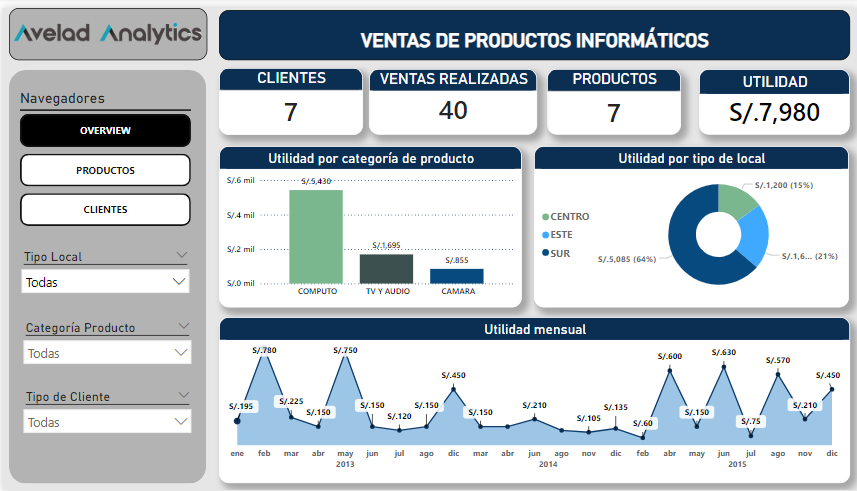 Avelad Analytics
VENTAS DE PRODUCTOS INFORMÁTICOS
Navegadores
OVERVIEW
PRODUCTOS
CLIENTES
Tipo Local
Todas
Categoría Producto
Todas
Tipo de Cliente
Todas
CLIENTES
7
VENTAS REALIZADAS
40
PRODUCTOS
7
UTILIDAD
S/.7,980
Utilidad por categoría de producto
S/.6 mil
S/.4 mil
S/.2 mil
S/.0 mil
S/.5,430
S/.1,695
S/.855
COMPUTO TV Y AUDIO CAMARA
Utilidad por tipo de local
CENTRO
ESTE
SUR
S/.1,200 (15%)
S/.1,6... (21%)
S/.5,085 (64%)
Utilidad mensual
S/.195 S/.780 S/.225 S/.150 S/.750 S/.150 S/.120 S/.150 S/.450 S/.150 S/.210 S/.105 S/.135 S/.60 S/.600 S/.150 S/.630 S/.75 S/.570 S/.210 S/.450
ene feb mar abr may jun jul ago dic mar abr jun ago nov dic feb abr may jun jul ago nov dic
2013 2014 2015